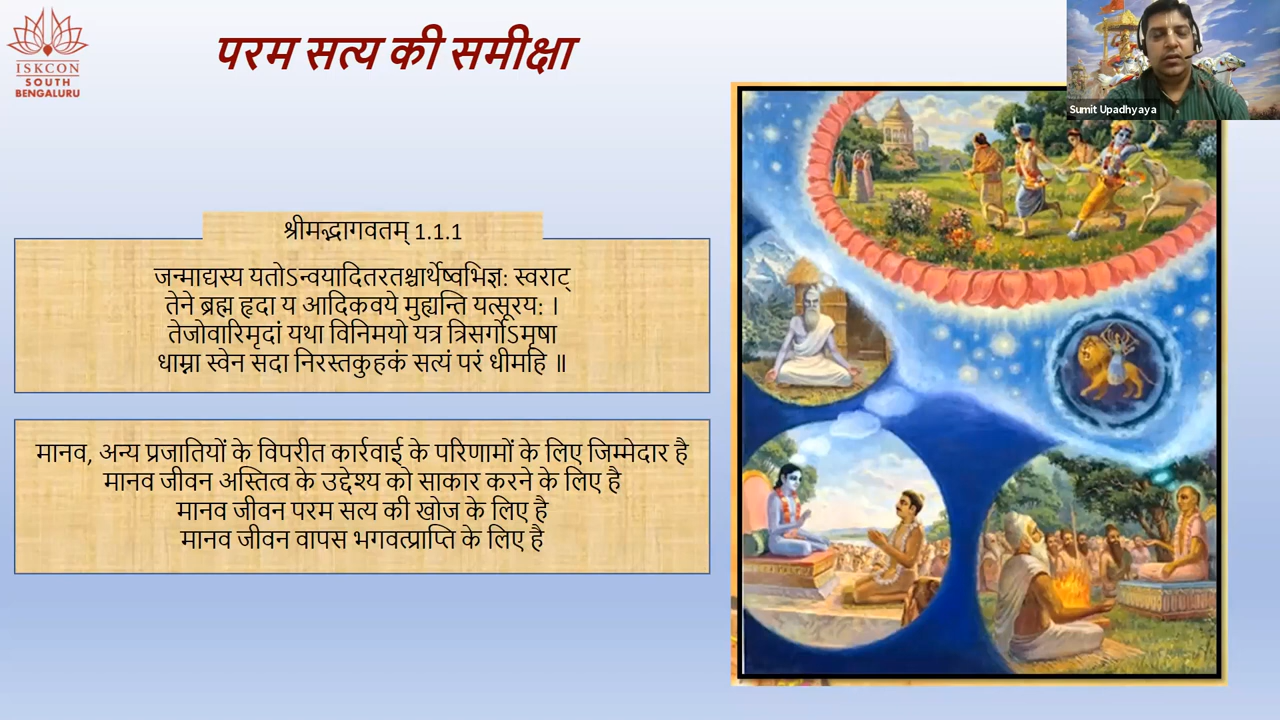 ISKCON
SOUTH
BENGALURU
परम सत्य की समीक्षा
Sumit Upadhyaya
श्रीमद्भागवतम् 1.1.1
जन्माद्यस्य यतोऽन्वयादितरतश्चार्थेष्वभिज्ञ: स्वराट्
तेने ब्रह्म हृदा य आदिकवये मुह्यन्ति यत्सूरय: ।
तेजोवारिमृदां यथा विनिमयो यत्र त्रिसर्गोऽमृषा
धाम्ना स्वेन सदा निरस्तकुहकं सत्यं परं धीमहि ॥
मानव, अन्य प्रजातियों के विपरीत कार्रवाई के परिणामों के लिए जिम्मेदार है
मानव जीवन अस्तित्व के उद्देश्य को साकार करने के लिए है
मानव जीवन परम सत्य की खोज के लिए है
मानव जीवन वापस भगवत्प्राप्ति के लिए है